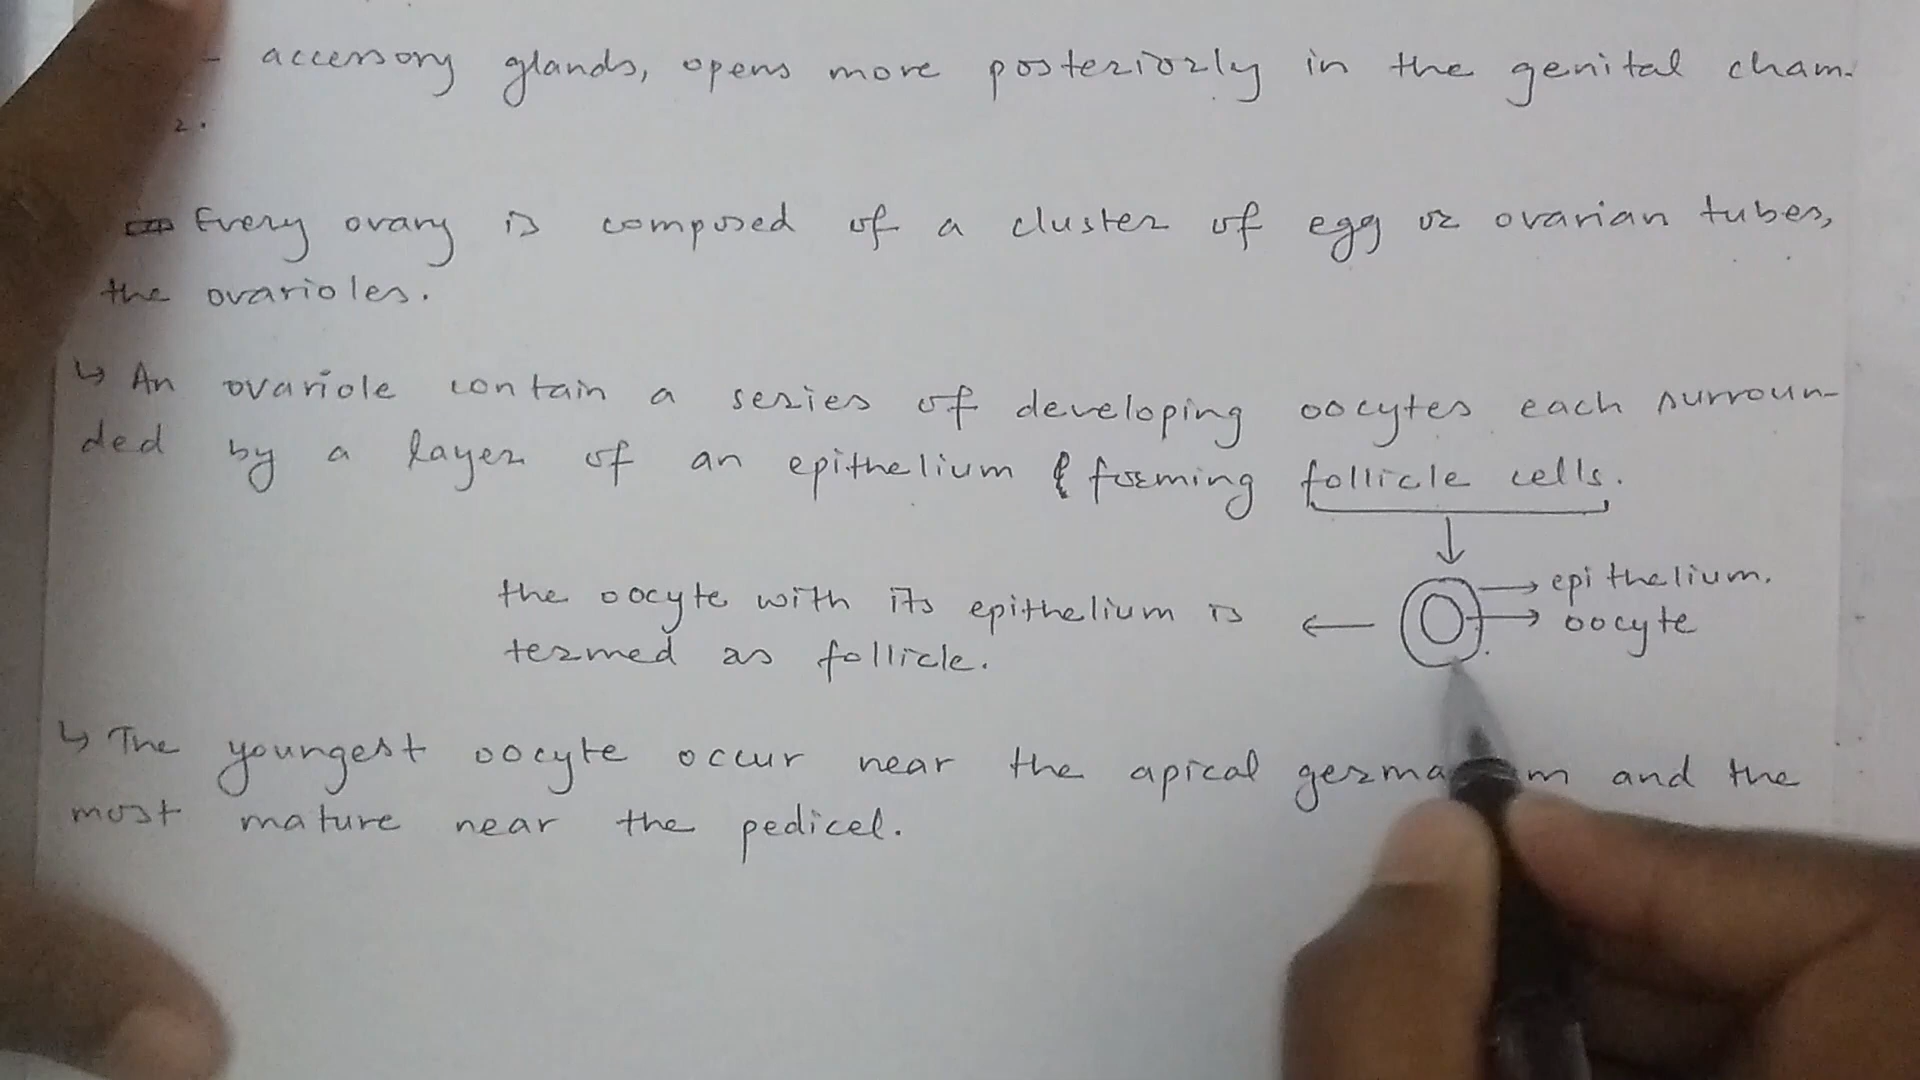 - accessory glands, opens more posteriorly in the genital cham-
Every ovary is composed of a cluster of egg or ovarian tubes,
the ovarioles.
↳ An ovariole contain a series of developing oocytes each surroun-
ded by a layer of an epithelium & forming follicle cells.
epithelium.
oocyte
the oocyte with its epithelium is
termed as follicle.
↳ The youngest oocyte occur near the apical and the
most mature near the pedicel.